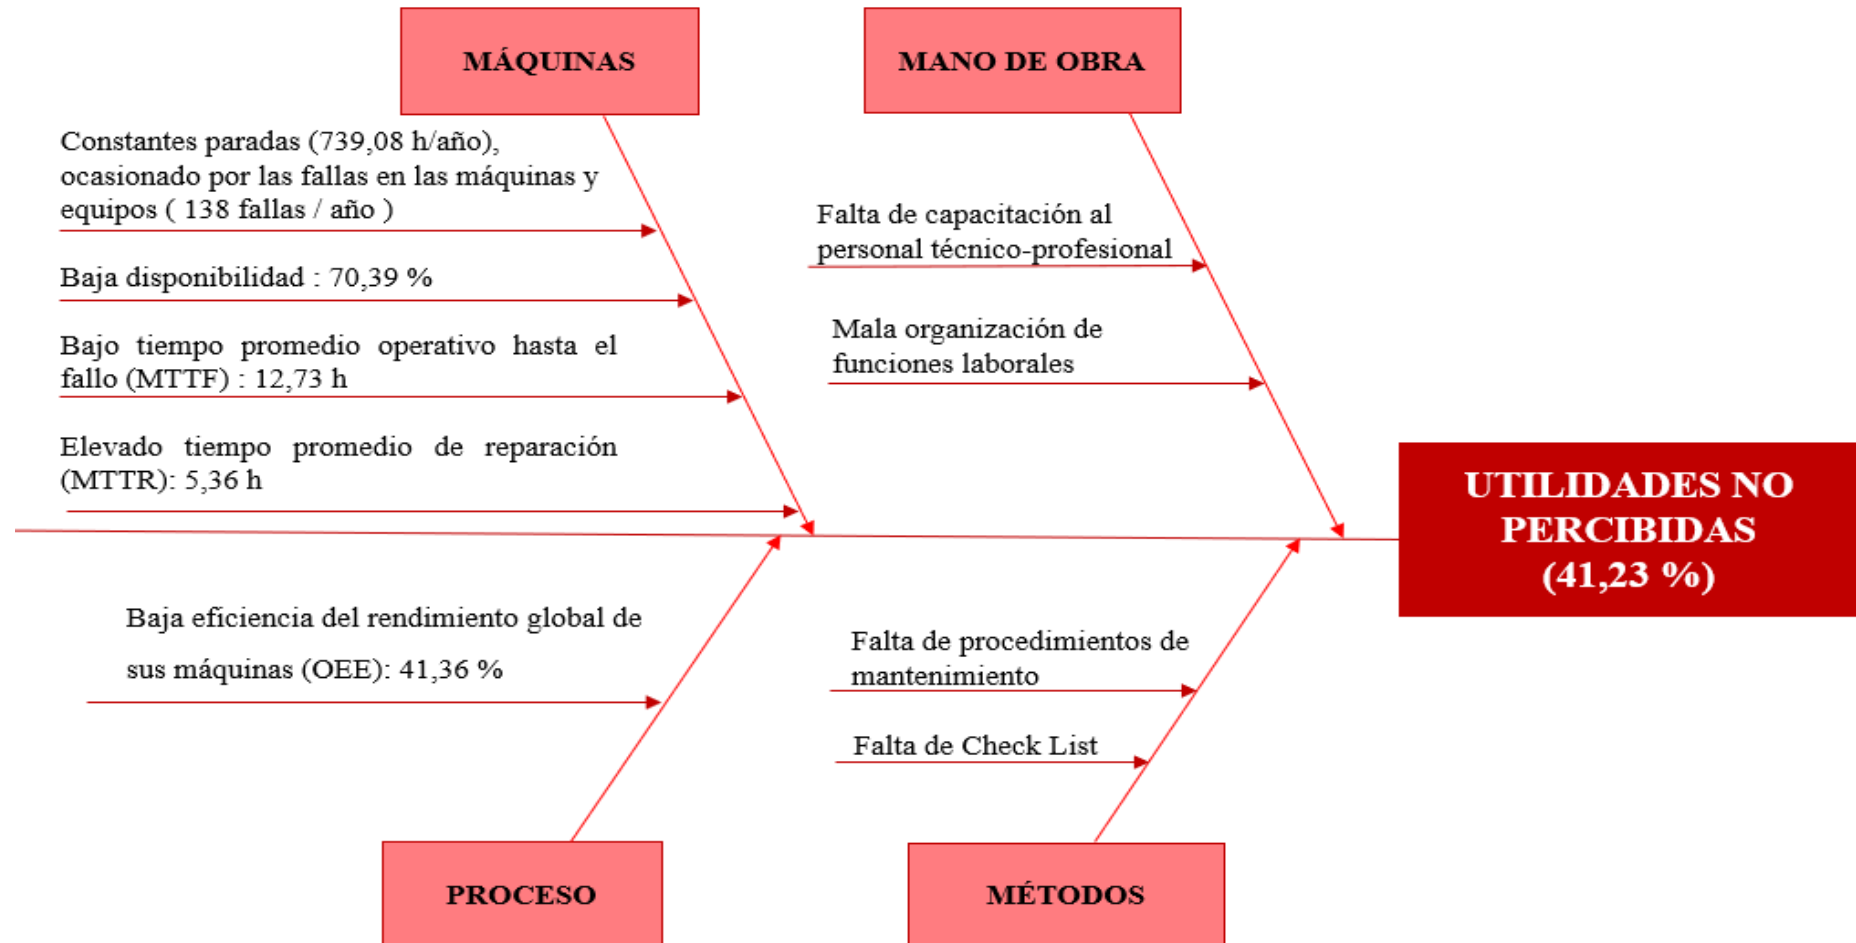 MÁQUINAS
Constantes paradas (739,08 h/año),
ocasionado por las fallas en las máquinas y
equipos ( 138 fallas / año )
Baja disponibilidad : 70,39 %
Bajo tiempo promedio operativo hasta el
fallo (MTTF) : 12,73 h
Elevado tiempo promedio de reparación
(MTTR): 5,36 h
MANO DE OBRA
Falta de capacitación al
personal técnico-profesional
Mala organización de
funciones laborales
UTILIDADES NO
PERCIBIDAS
(41,23 %)
Baja eficiencia del rendimiento global de
sus máquinas (OEE): 41,36 %
PROCESO
Falta de procedimientos de
mantenimiento
Falta de Check List
MÉTODOS